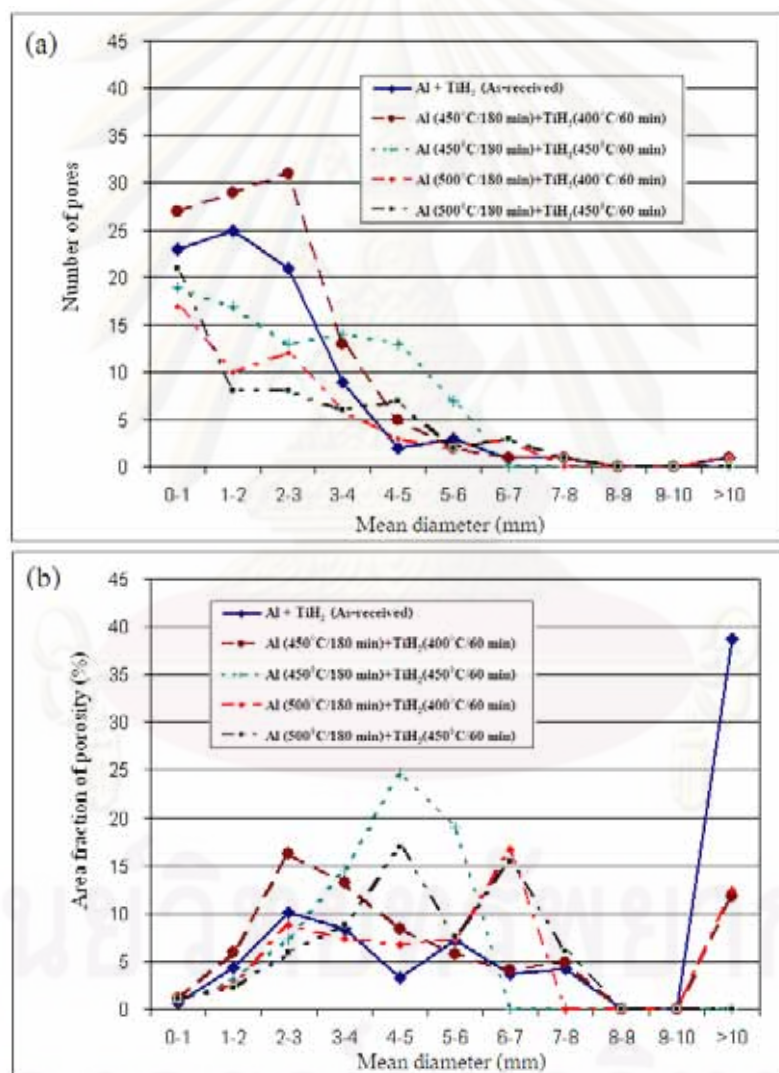 (a)
45
40
35
30
25
20
15
10
5
0
Number of pores
Al + TiH₂ (As-received)
Al (450°C/180 min)+TiH₂(400°C/60 min)
Al (450°C/180 min)+TiH₂(450°C/60 min)
Al (500°C/180 min)+TiH₂(400°C/60 min)
Al (500°C/180 min)+TiH₂(450°C/60 min)
0-1 1-2 2-3 3-4 4-5 5-6 6-7 7-8 8-9 9-10 >10
Mean diameter (mm)
(b)
45
40
35
30
25
20
15
10
5
0
Area fraction of porosity (%)
Al + TiH₂ (As-received)
Al (450°C/180 min)+TiH₂(400°C/60 min)
Al (450°C/180 min)+TiH₂(450°C/60 min)
Al (500°C/180 min)+TiH₂(400°C/60 min)
Al (500°C/180 min)+TiH₂(450°C/60 min)
0-1 1-2 2-3 3-4 4-5 5-6 6-7 7-8 8-9 9-10 >10
Mean diameter (mm)